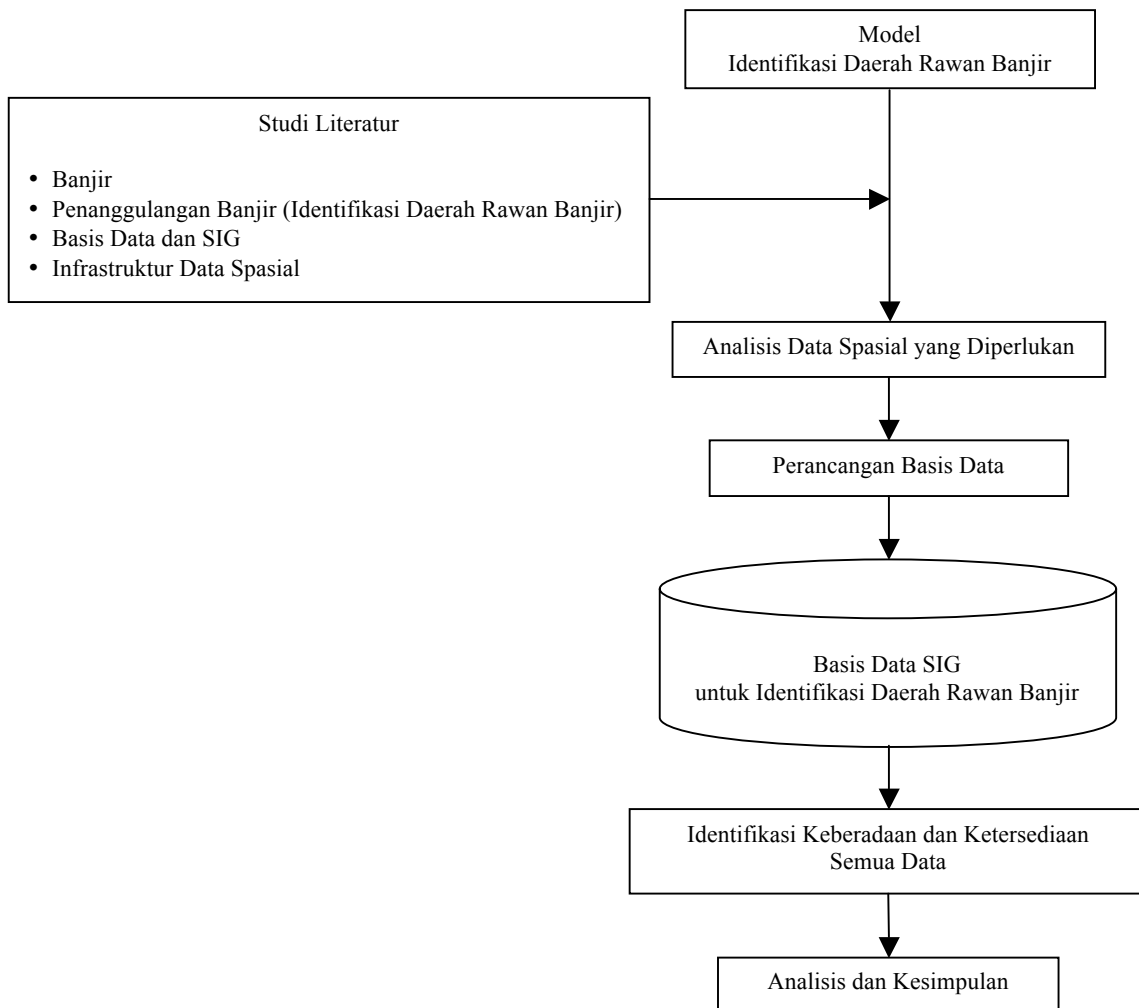 Model
Identifikasi Daerah Rawan Banjir
Studi Literatur
• Banjir
• Penanggulangan Banjir (Identifikasi Daerah Rawan Banjir)
• Basis Data dan SIG
• Infrastruktur Data Spasial
Analisis Data Spasial yang Diperlukan
Perancangan Basis Data
Basis Data SIG
untuk Identifikasi Daerah Rawan Banjir
Identifikasi Keberadaan dan Ketersediaan
Semua Data
Analisis dan Kesimpulan